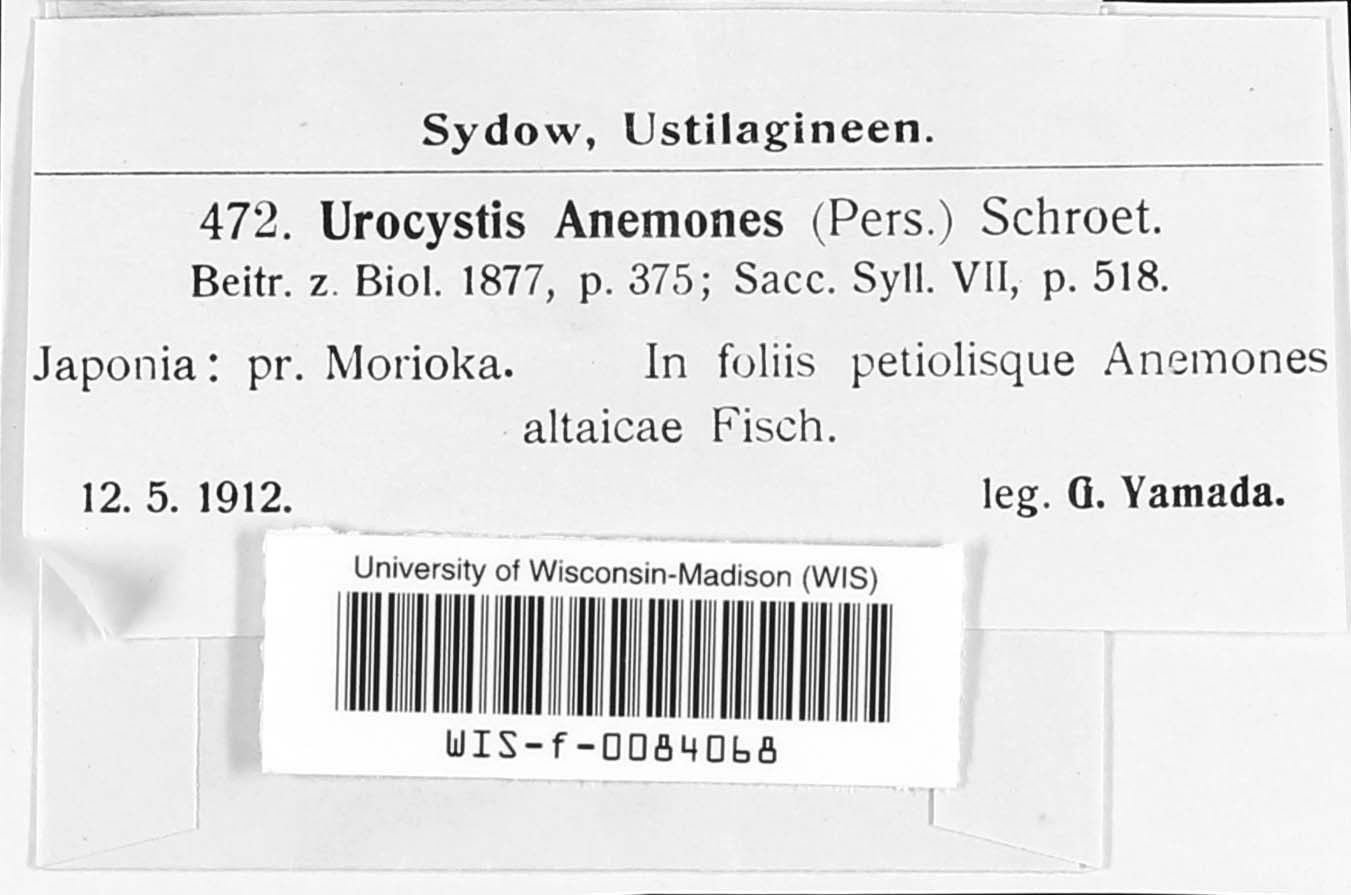 Sydow, Ustilagineen.
472. Urocystis Anemones (Pers.) Schroet.
Beitr. z. Biol. 1877, p. 375; Sacc. Syll. VII, p. 518.
Japonia: pr. Morioka. In foliis petiolisque Anemones
altaicae Fisch.
12. 5. 1912. leg. G. Yamada.
University of Wisconsin-Madison (WIS)
WIS-f-0084068